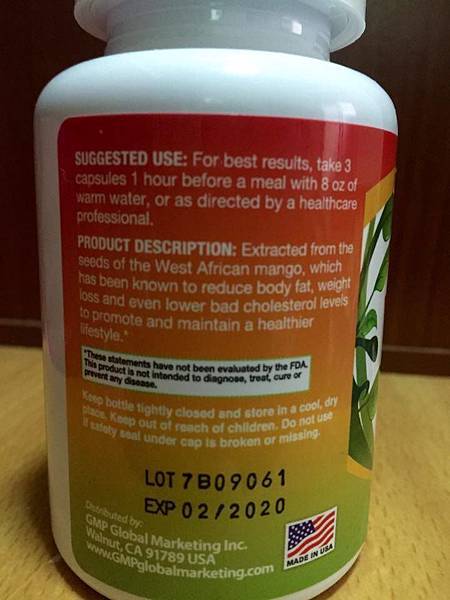 SUGGESTED USE: For best results, take 3
capsules 1 hour before a meal with 8 oz of
warm water, or as directed by a healthcare
professional.
PRODUCT DESCRIPTION: Extracted from the
seeds of the West African mango, which
has been known to reduce body fat, weight
loss and even lower bad cholesterol levels
to promote and maintain a healthier
lifestyle.*
*These statements have not been evaluated by the FDA.
This product is not intended to diagnose, treat, cure or
prevent any disease.
Keep bottle tightly closed and store in a cool, dry
place. Keep out of reach of children. Do not use
if safety seal under cap is broken or missing.
LOT 7B09061
EXP 02/2020
Distributed by:
GMP Global Marketing Inc.
Walnut, CA 91789 USA
www.GMPglobalmarketing.com
MADE IN USA